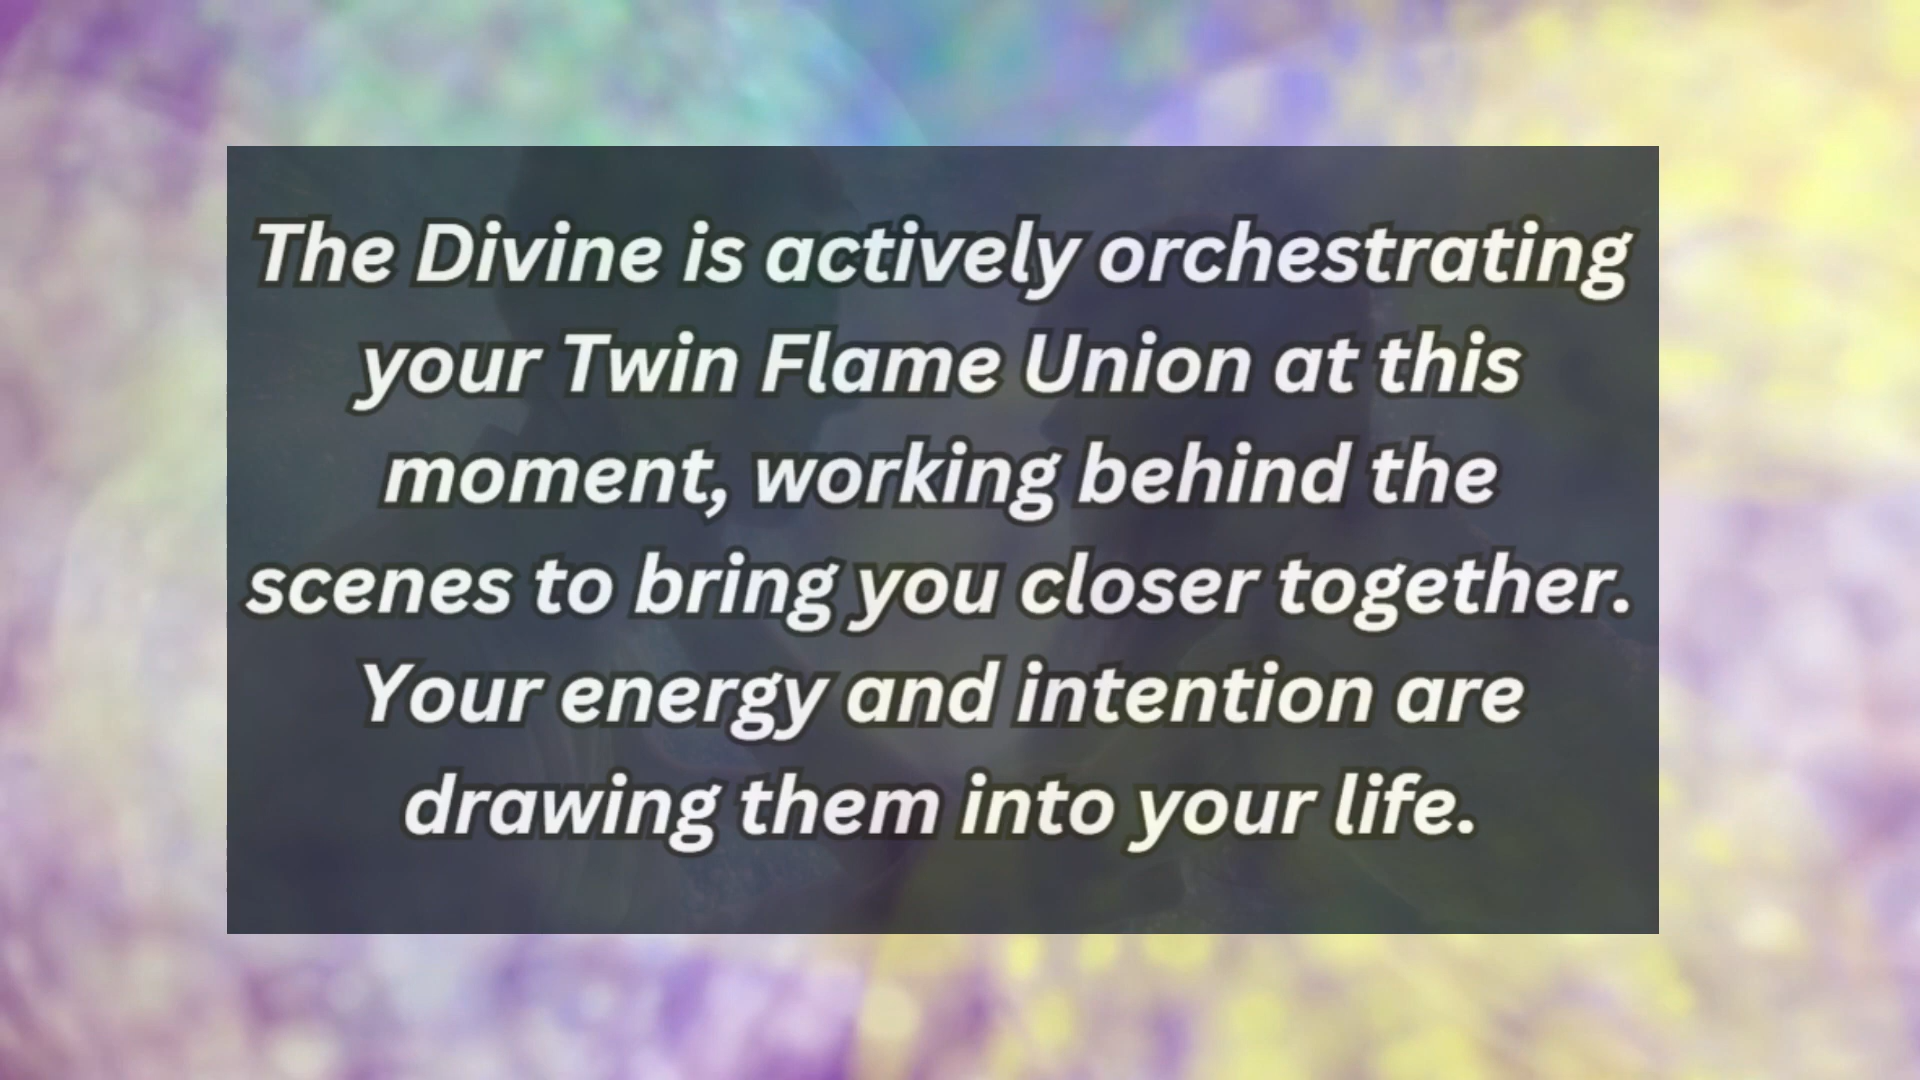 The Divine is actively orchestrating
your Twin Flame Union at this
moment, working behind the
scenes to bring you closer together.
Your energy and intention are
drawing them into your life.